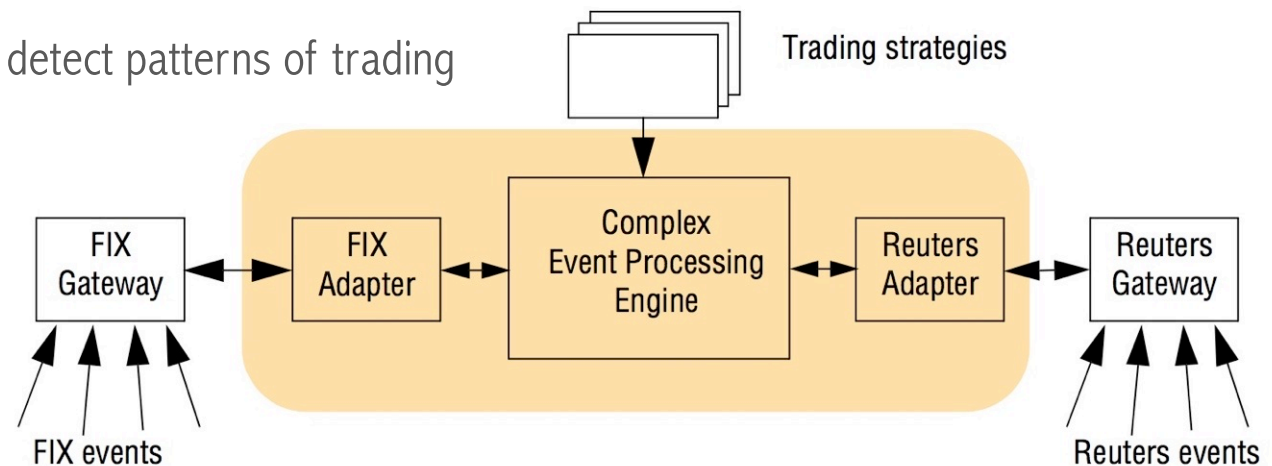 detect patterns of trading
Trading strategies
FIX
Gateway
FIX
Adapter
Complex
Event Processing
Engine
Reuters
Adapter
Reuters
Gateway
FIX events
Reuters events